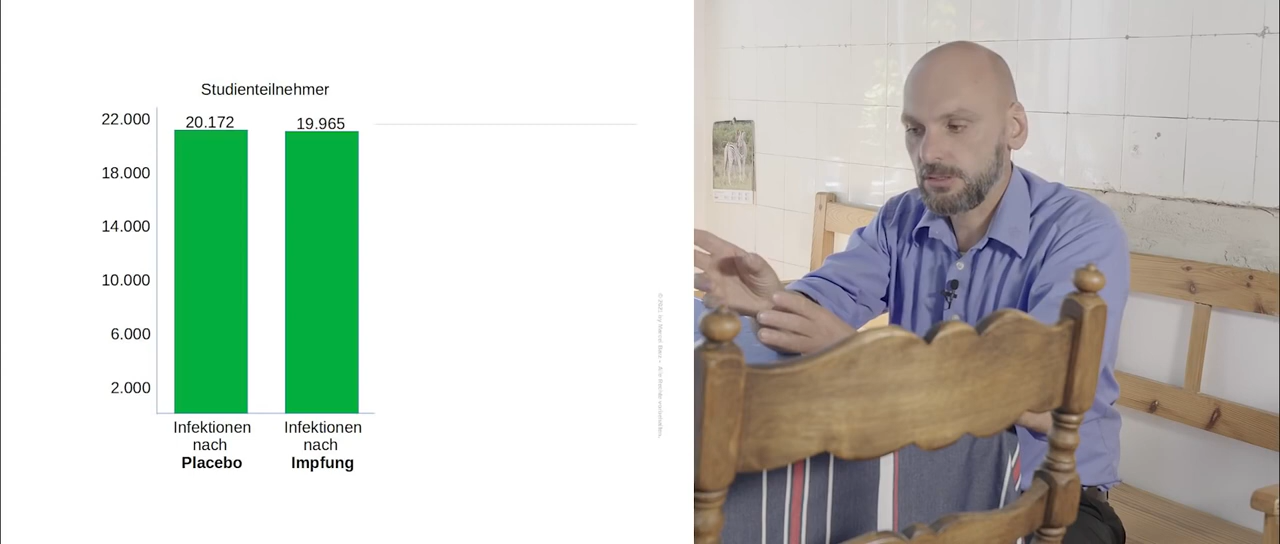 Studienteilnehmer
22.000
20.172
19.965
18.000
14.000
10.000
6.000
2.000
Infektionen
nach
Placebo
Infektionen
nach
Impfung